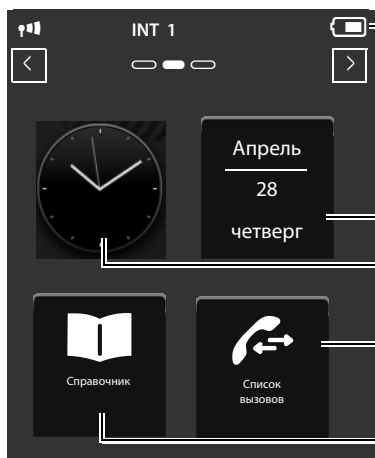 INT 1
Апрель
28
четверг
Справочник
Список
вызовов